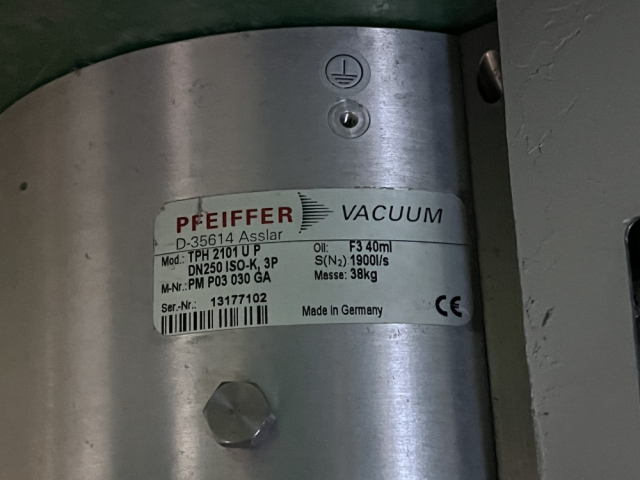 PFEIFFER VACUUM
D-35614 Asslar
Mod.: TPH 2101 U P
DN250 ISO-K, 3P
M-Nr.: PM P03 030 GA
Ser.-Nr.: 13177102
Oil: F3 40ml
S(N₂) 1900l/s
Masse: 38kg
Made in Germany
CE